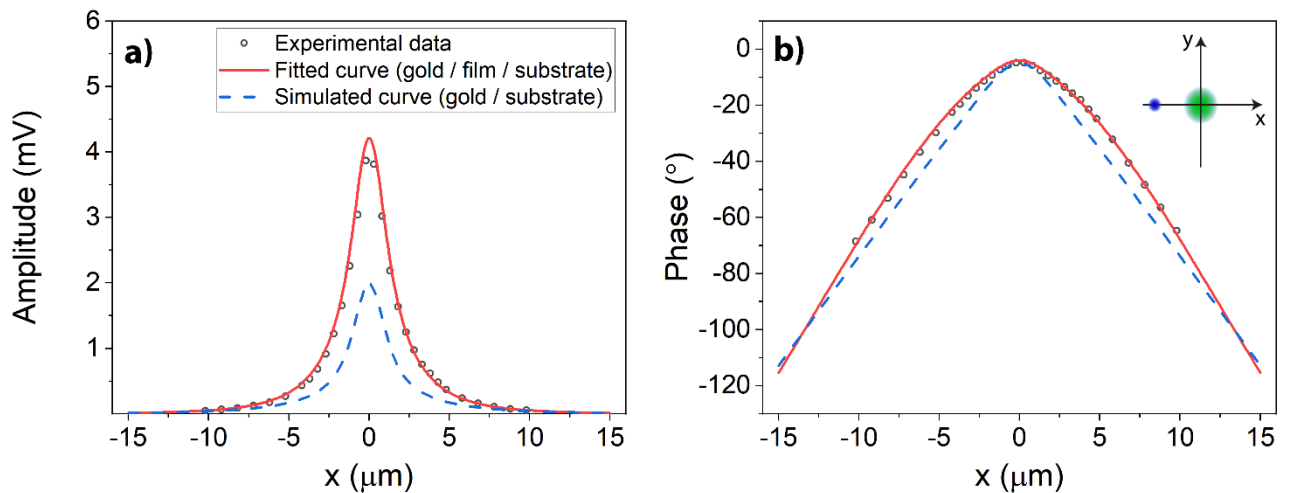 a)
Experimental data
Fitted curve (gold / film / substrate)
Simulated curve (gold / substrate)
Amplitude (mV)
6
5
4
3
2
1
-15 -10 -5 0 5 10 15
x (μm)
b)
y
x
Phase (°)
0
-20
-40
-60
-80
-100
-120
-15 -10 -5 0 5 10 15
x (μm)